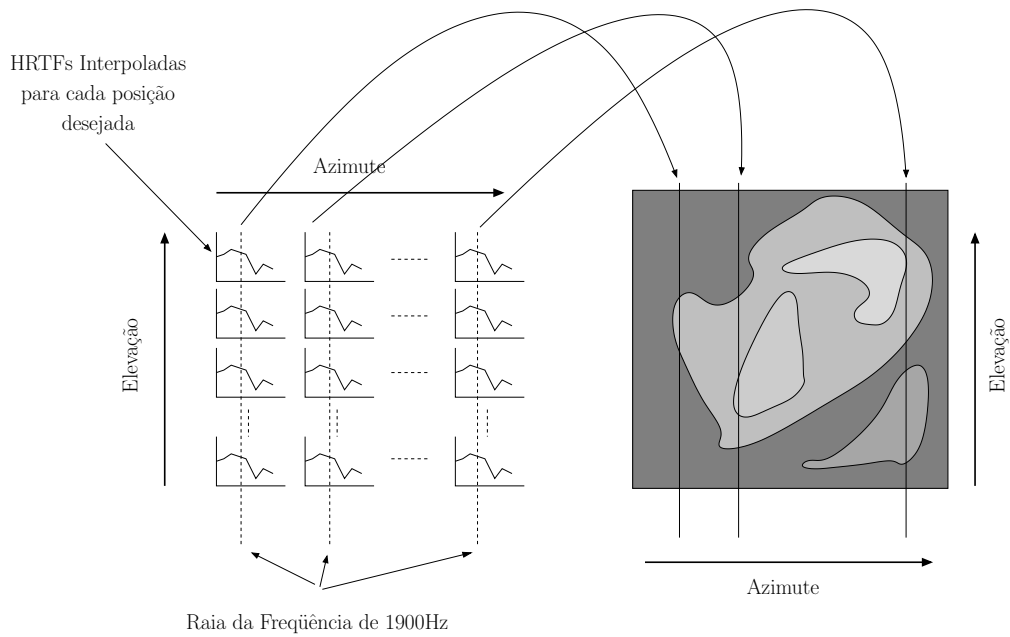 HRTFs Interpoladas
para cada posição
desejada
Azimute
Elevação
Elevação
Azimute
Raia da Freqüência de 1900Hz